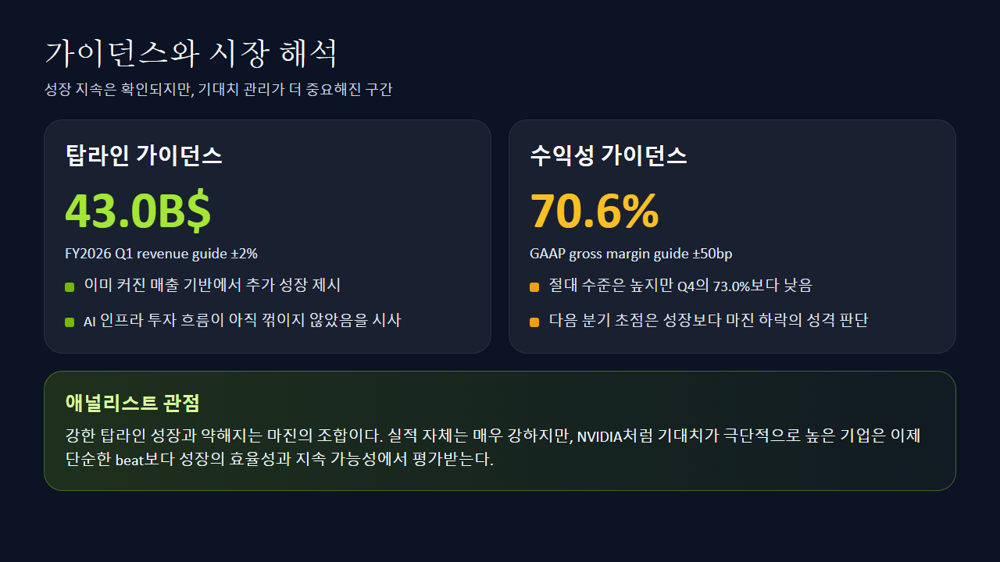 가이던스와 시장 해석
성장 지속은 확인되지만, 기대치 관리가 더 중요해진 구간
탑라인 가이던스
43.0B$
FY2026 Q1 revenue guide ±2%
이미 커진 매출 기반에서 추가 성장 제시
AI 인프라 투자 흐름이 아직 꺾이지 않았음을 시사
수익성 가이던스
70.6%
GAAP gross margin guide ±50bp
절대 수준은 높지만 Q4의 73.0%보다 낮음
다음 분기 초점은 성장보다 마진 하락의 성격 판단
애널리스트 관점
강한 탑라인 성장과 약해지는 마진의 조합이다. 실적 자체는 매우 강하지만, NVIDIA처럼 기대치가 극단적으로 높은 기업은 이제
단순한 beat보다 성장의 효율성과 지속 가능성에서 평가받는다.